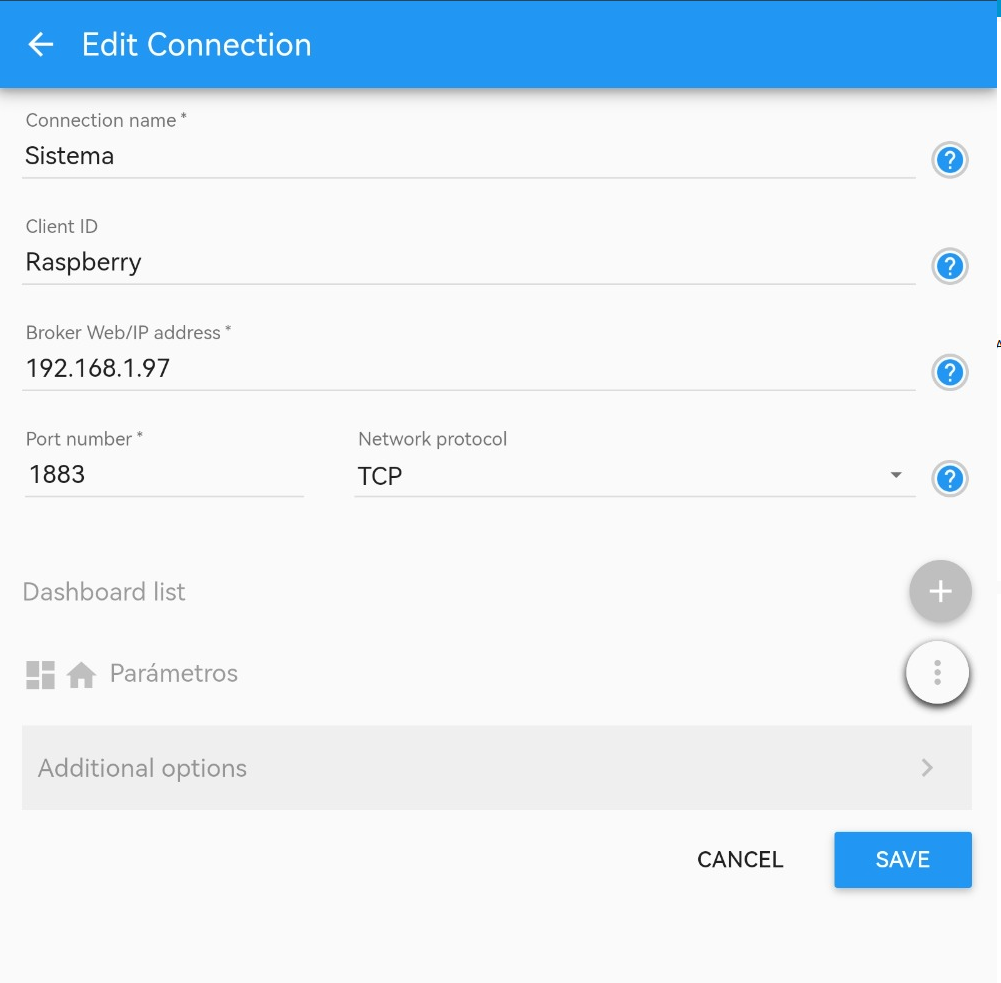 Edit Connection
Connection name *
Sistema
?
Client ID
Raspberry
?
Broker Web/IP address *
192.168.1.97
?
Port number * Network protocol
1883 TCP
?
Dashboard list
+
Parámetros
Additional options
CANCEL SAVE